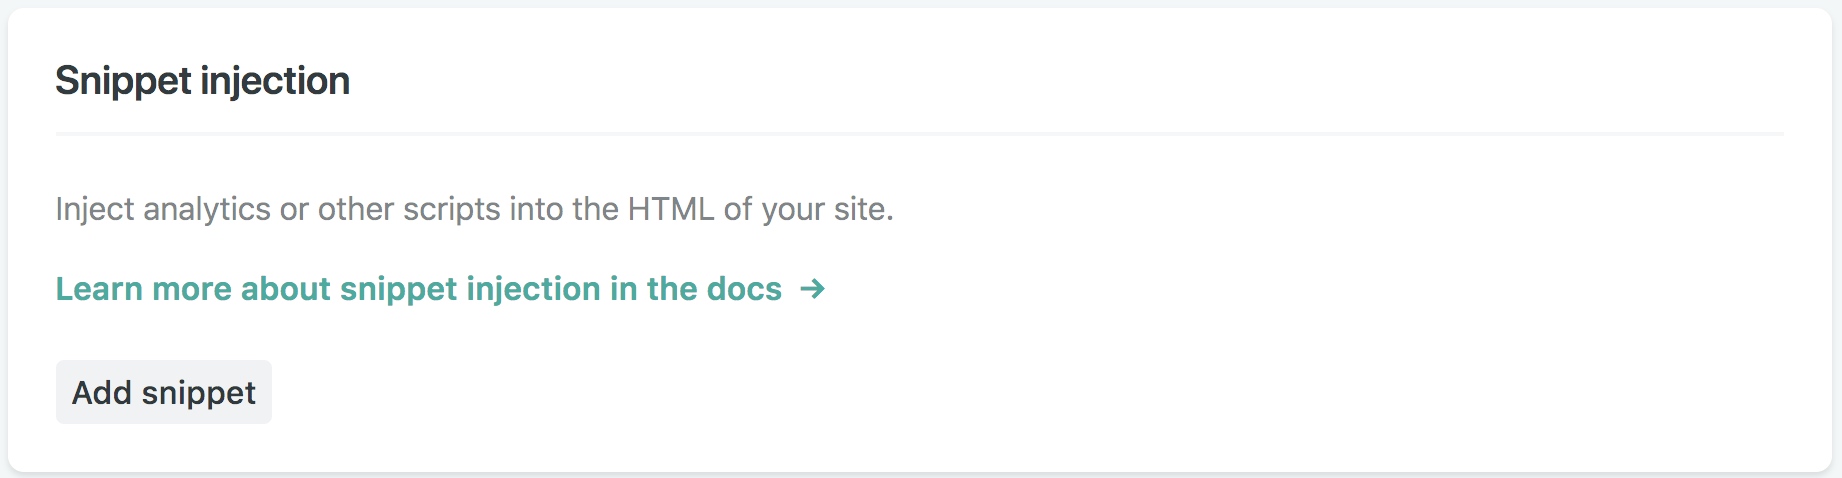 Snippet injection
Inject analytics or other scripts into the HTML of your site.
Learn more about snippet injection in the docs →
Add snippet